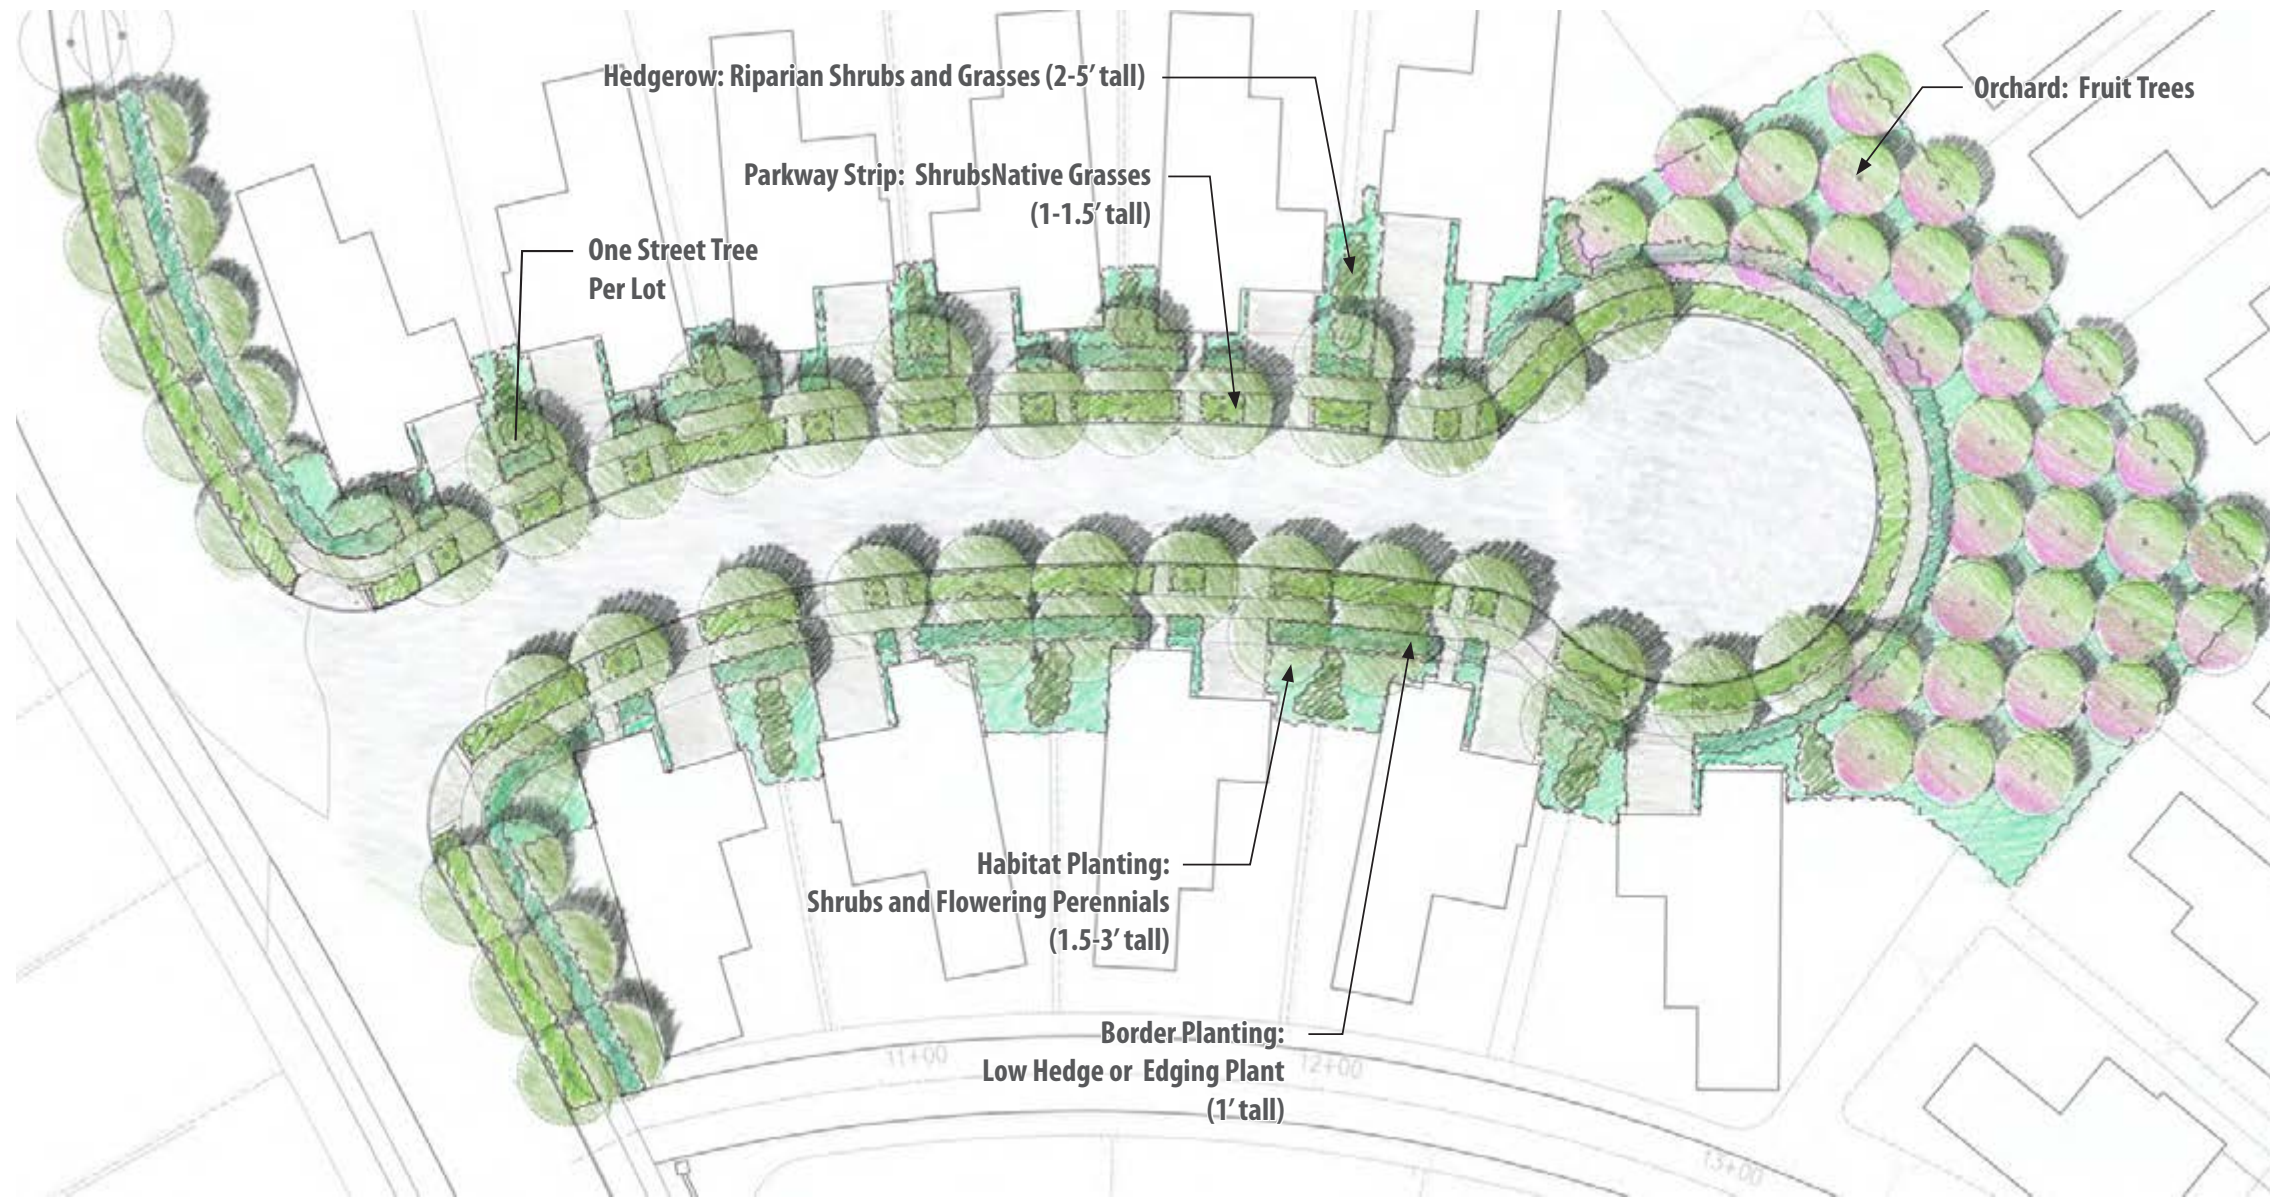 Hedgerow: Riparian Shrubs and Grasses (2-5' tall)
Orchard: Fruit Trees
Parkway Strip: ShrubsNative Grasses
(1-1.5' tall)
One Street Tree
Per Lot
Habitat Planting:
Shrubs and Flowering Perennials
(1.5-3' tall)
Border Planting:
Low Hedge or Edging Plant
(1' tall)
11+00
12+00
13+00